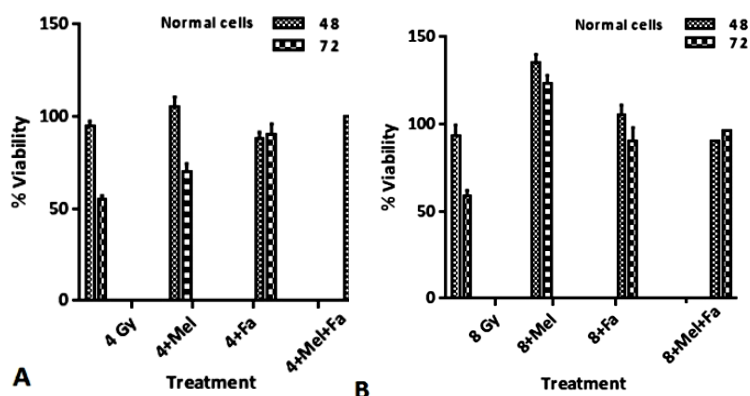 Normal cells 48
72
150
100
50
0
% Viability
4 Gy
4+Mel
4+Fa
4+Mel+Fa
Treatment
A
Normal cells 48
72
150
100
50
0
% Viability
8 Gy
8+Mel
8+Fa
8+Mel+Fa
Treatment
B